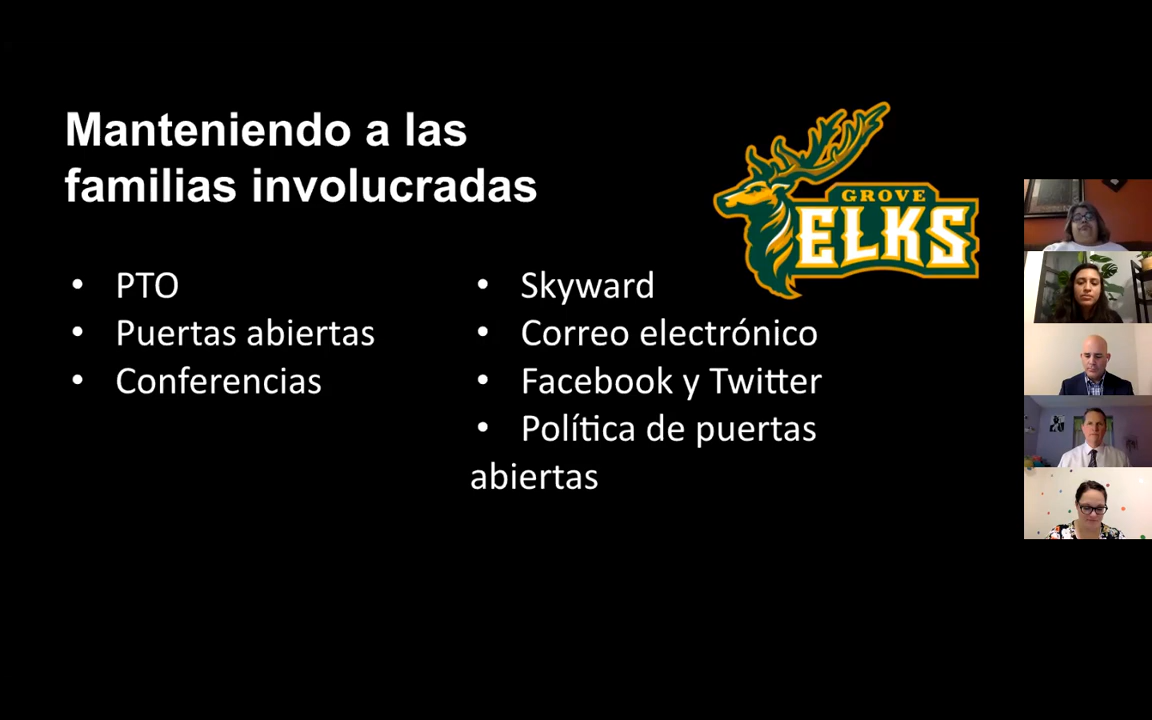 Manteniendo a las
familias involucradas
GROVE
ELKS
• PTO
• Puertas abiertas
• Conferencias
• Skyward
• Correo electrónico
• Facebook y Twitter
• Política de puertas
abiertas